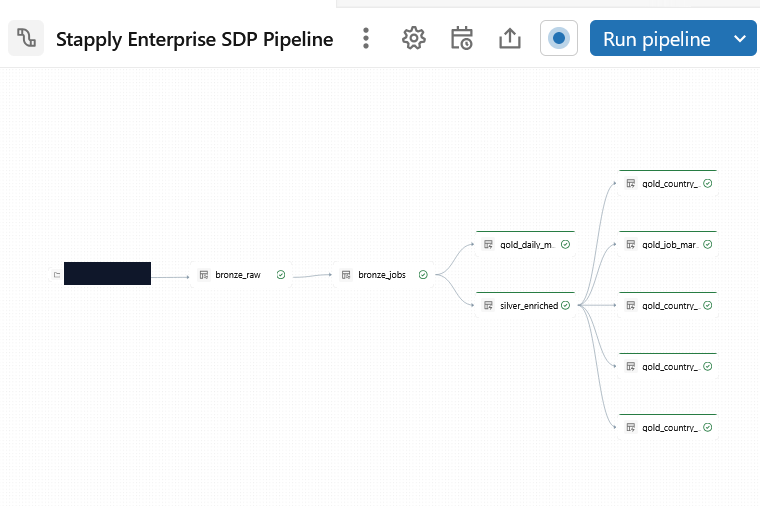 Stapply Enterprise SDP Pipeline
Run pipeline
gold_country_...
gold_daily_m...
gold_job_mar...
bronze_raw
bronze_jobs
silver_enriched
gold_country_...
gold_country_...
gold_country_...